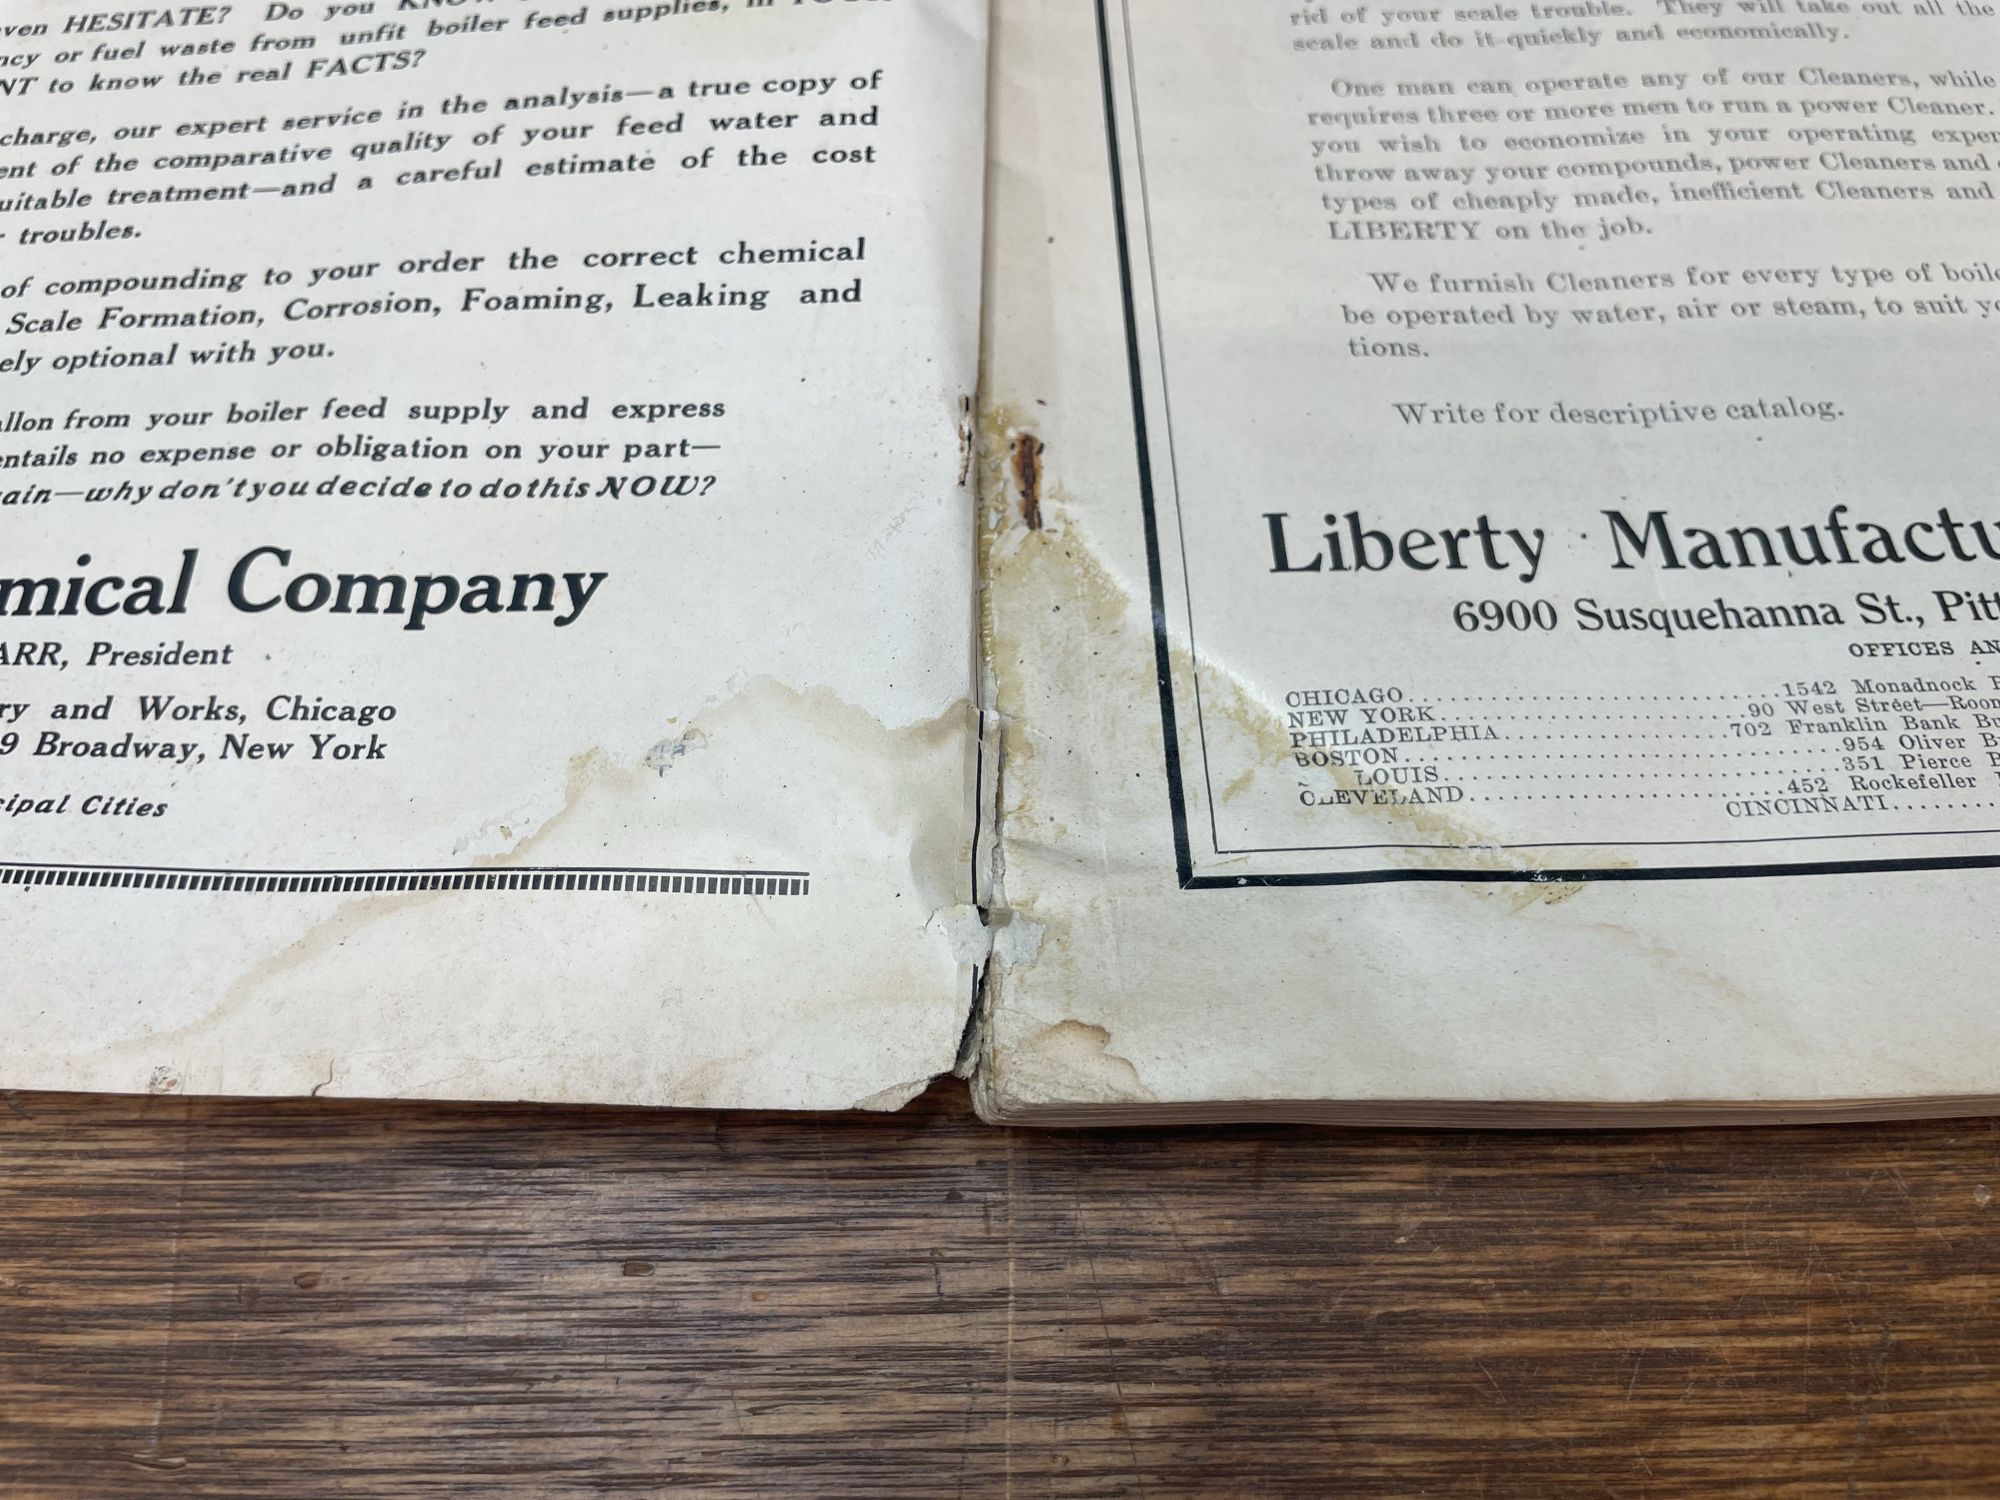 HESITATE? Do you
or fuel waste from unfit boiler feed supplies, in
to know the real FACTS?
charge, our expert service in the analysis—a true copy of
of the comparative quality of your feed water and
treatment—and a careful estimate of the cost
troubles.
of compounding to your order the correct chemical
Scale Formation, Corrosion, Foaming, Leaking and
optional with you.
from your boiler feed supply and express
entails no expense or obligation on your part—
—why don't you decide to do this NOW?
mical Company
ARR, President
ry and Works, Chicago
9 Broadway, New York
cipal Cities
rid of your scale trouble. They will take out all the
scale and do it quickly and economically.
One man can operate any of our Cleaners, while
requires three or more men to run a power Cleaner.
you wish to economize in your operating
throw away your compounds, power Cleaners and
types of cheaply made, inefficient Cleaners and
LIBERTY on the job.
We furnish Cleaners for every type of
be operated by water, air or steam, to suit
tions.
Write for descriptive catalog.
Liberty Manufactu
6900 Susquehanna St., Pitt
OFFICES AN
CHICAGO..............................1542 Monadnock B
NEW YORK..............................90 West Street—Room
PHILADELPHIA..............................702 Franklin Bank Bu
BOSTON..............................954 Oliver B
LOUIS..............................351 Pierce B
CLEVELAND..............................452 Rockefeller
CINCINNATI.........